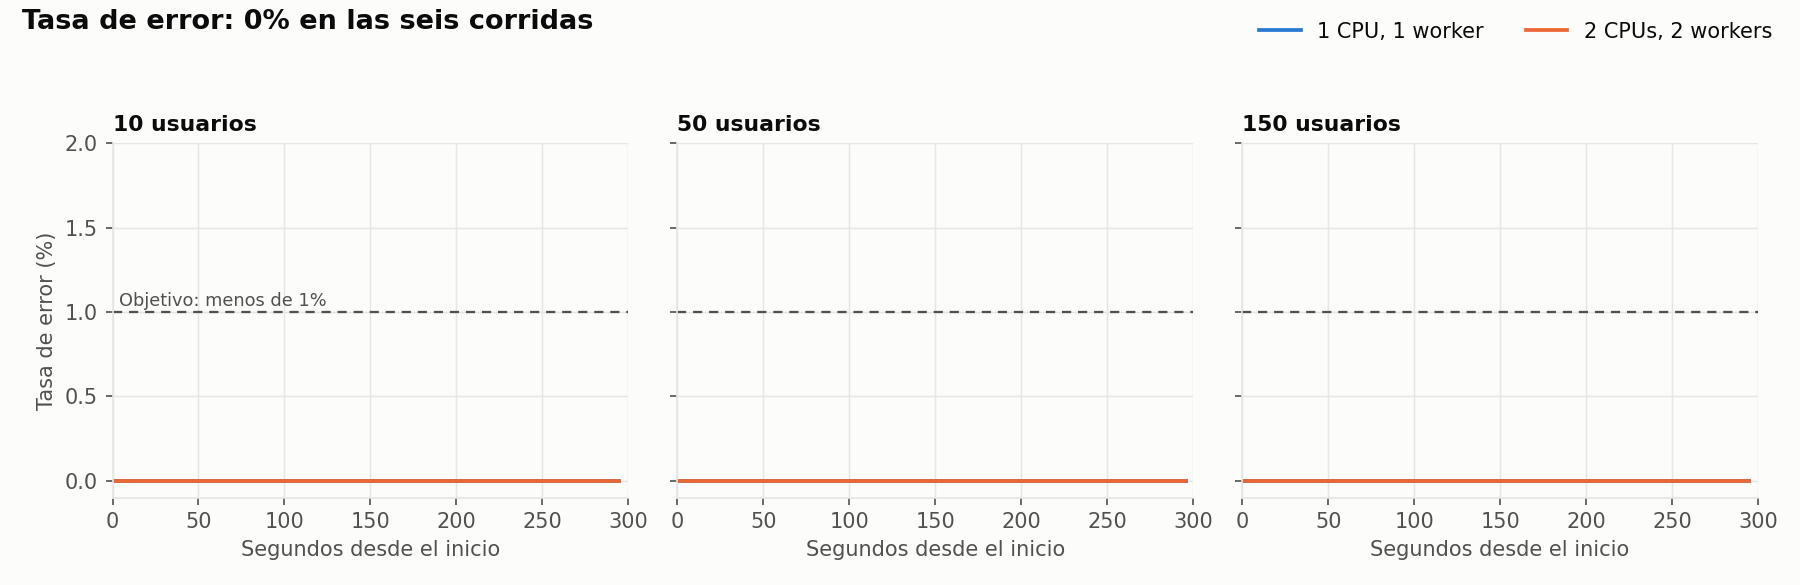 Tasa de error: 0% en las seis corridas
1 CPU, 1 worker
2 CPUs, 2 workers
10 usuarios
50 usuarios
150 usuarios
Tasa de error (%)
2.0
1.5
1.0
0.5
0.0
Objetivo: menos de 1%
0 50 100 150 200 250 300
0 50 100 150 200 250 300
0 50 100 150 200 250 300
Segundos desde el inicio
Segundos desde el inicio
Segundos desde el inicio